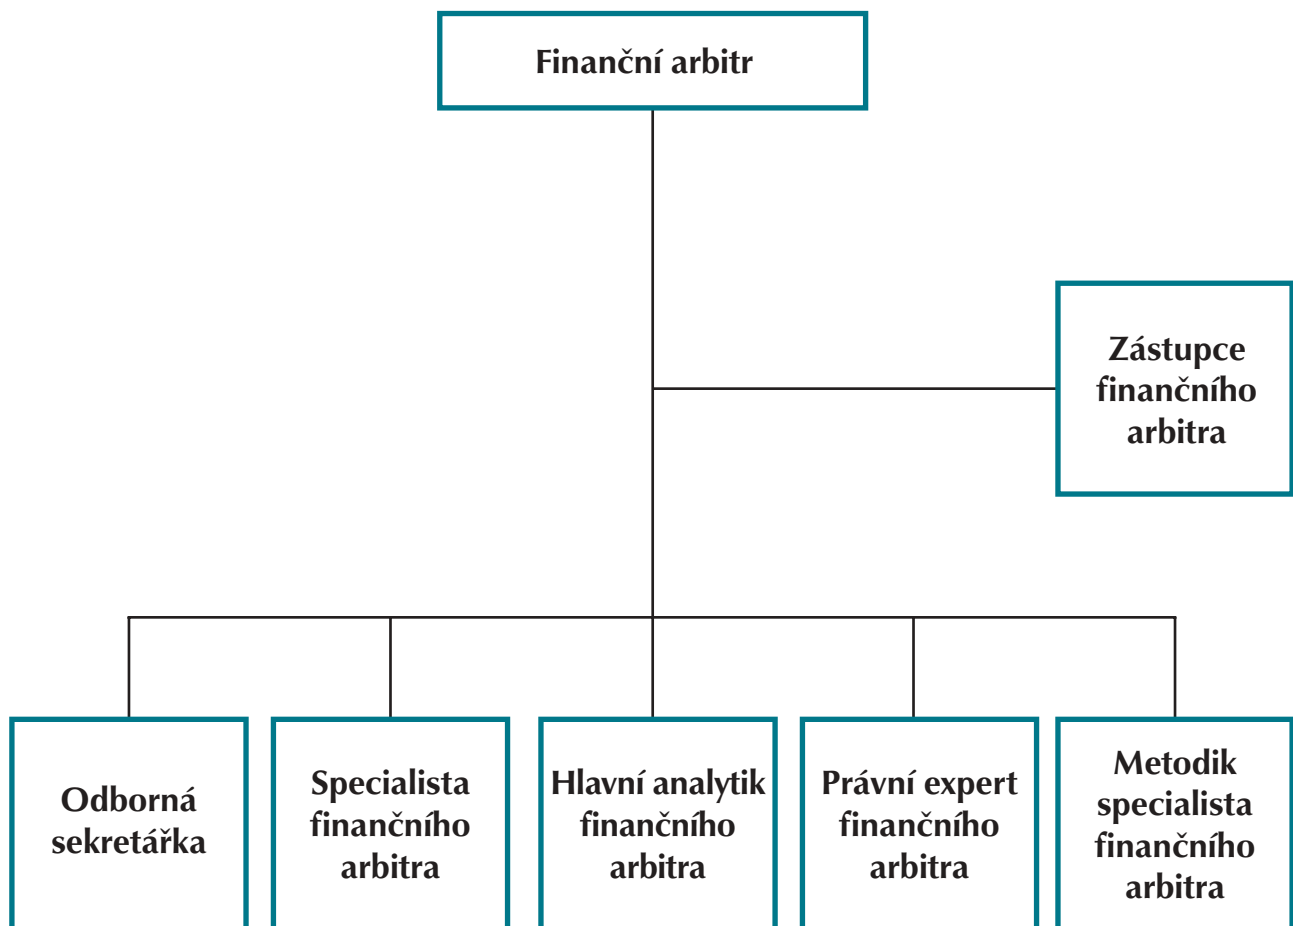 Finanční arbitr
Zástupce
finančního
arbitra
Odborná
sekretářka
Specialista
finančního
arbitra
Hlavní analytik
finančního
arbitra
Právní expert
finančního
arbitra
Metodik
specialista
finančního
arbitra